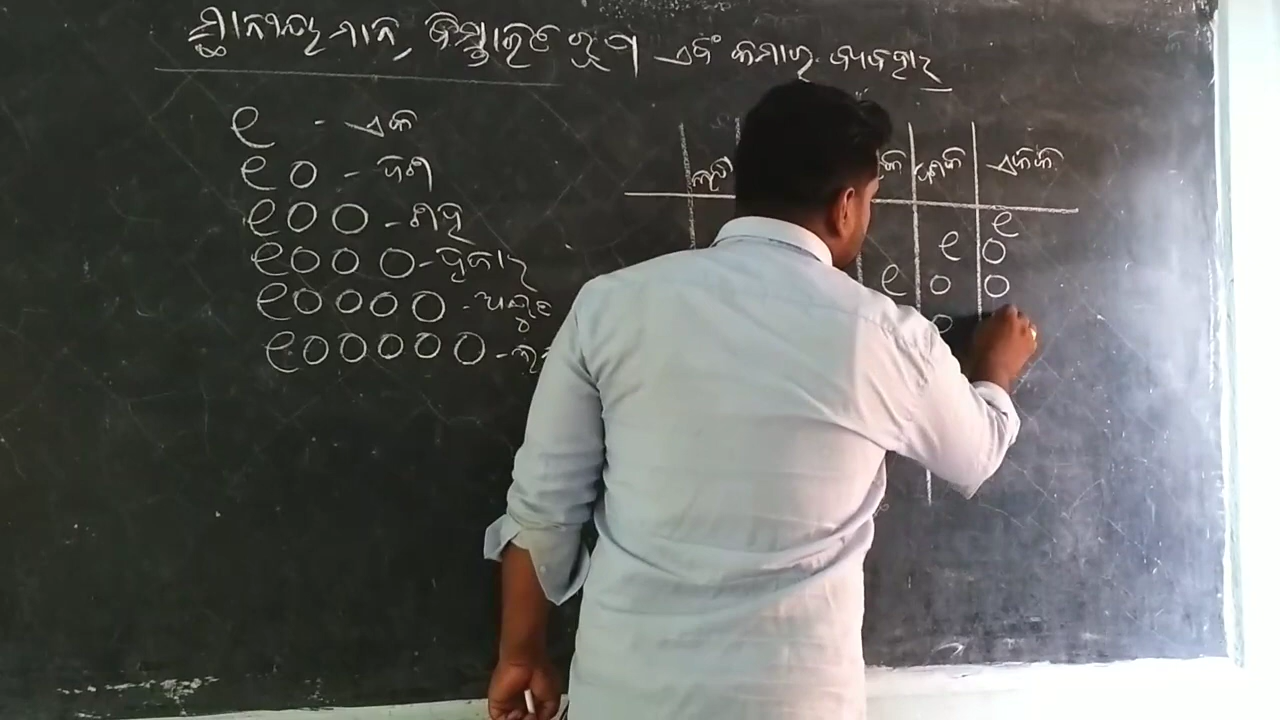 ସ୍ଥାନୀୟ ମାନ, ବିସ୍ତାରିତ ରୂପ ଏବଂ କମାର ବ୍ୟବହାର
୧ - ଏକ
୧୦ - ଦଶ
୧୦୦ - ଶହ
୧୦୦୦ - ହଜାର
୧୦୦୦୦ - ଅୟୁତ
୧୦୦୦୦୦ -
ଦଶକ ଏକକ
୧
୧ ୦
୧ ୦ ୦